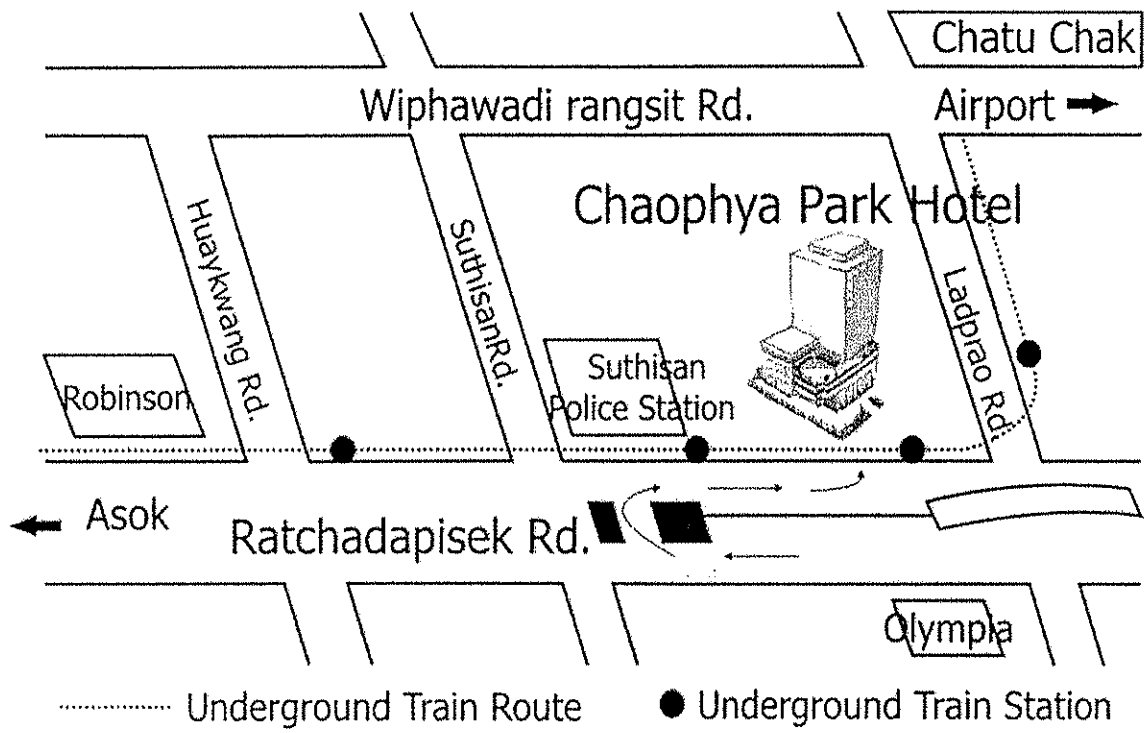 Chatu Chak
Wiphawadi rangsit Rd.
Airport
Chaophya Park Hotel
Huaykwang Rd.
SuthisanRd.
Ladprao Rd
Robinson
Suthisan
Police Station
Asok
Ratchadapisek Rd.
Olympia
Underground Train Route
Underground Train Station